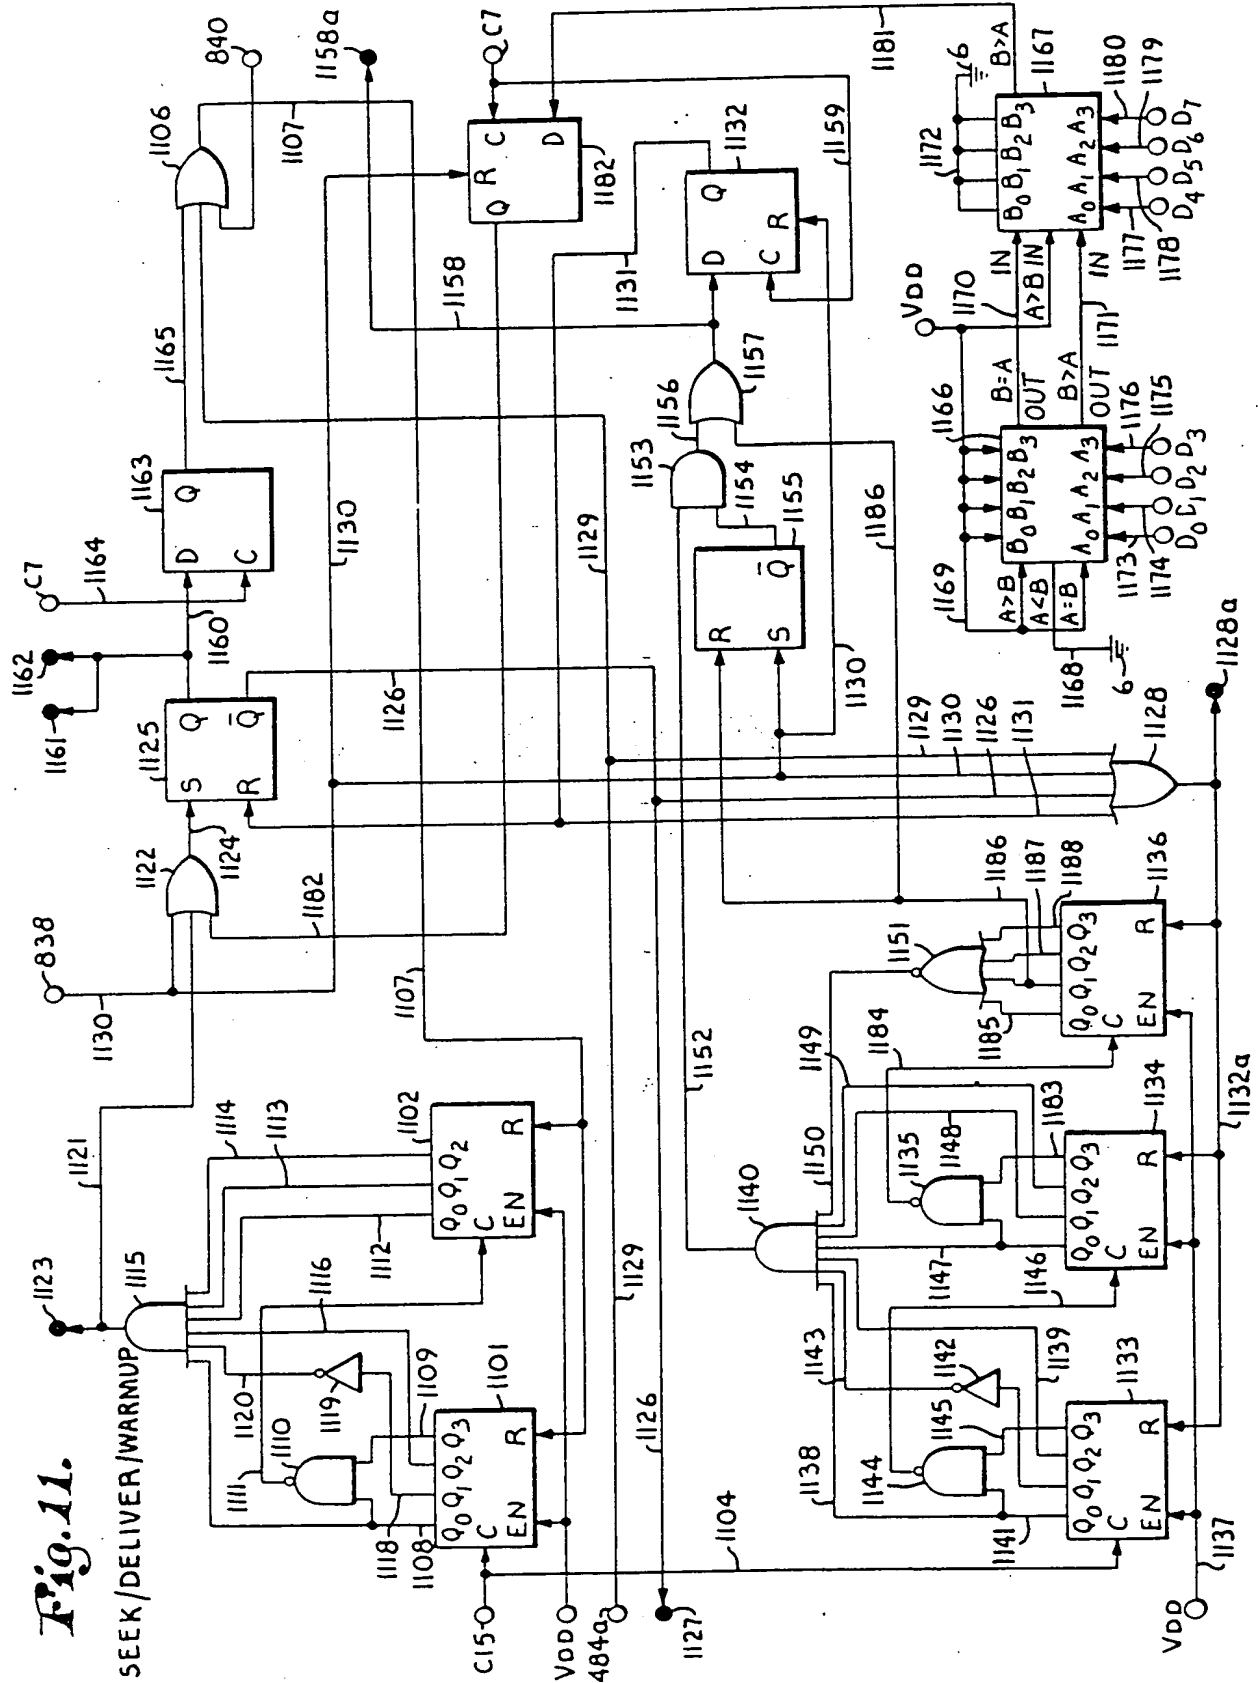 Fig. 11.
SEEK/DELIVER/WARMUP
1123
1121
1130
838
1115
1114
1113
1112
1116
1120
1119
1110
1111
1118
1108
1109
1101
Q0 Q1 Q2 Q3
C
EN
R
1102
Q0 Q1 Q2
C
EN
R
C15
VDD
484a
1127
1126
1129
1104
1107
1122
1124
1182
1125
S
Q
R
Q̄
1161
1162
1160
1164
C7
1163
D
Q
C
1165
1106
840
1107
1158a
1130
1126
1129
1182
R
C
Q
D
C7
1181
1158
1131
1132
D
Q
C
R
1159
1152
1153
1154
1155
R
S
Q̄
1156
1157
1186
1130
1140
1150
1149
1148
1147
1143
1142
1139
1138
1145
1144
1141
1133
Q0 Q1 Q2 Q3
C
EN
R
1146
1135
1183
1184
1134
Q0 Q1 Q2 Q3
C
EN
R
1151
1185
1186
1187
1188
1136
Q0 Q1 Q2 Q3
C
EN
R
VDD
1137
1132a
1129
1130
1126
1131
1128
1128a
1169
1166
VDD
A>B
A<B
A=B
B0 B1 B2 B3
A0 A1 A2 A3
1168
6
1173
1174
1175
1176
D0 C1 D2 D3
B=A
OUT
B>A
OUT
1170
1171
IN
A>B IN
IN
1172
6
B0 B1 B2 B3
A0 A1 A2 A3
B>A
1167
1177
1178
1179
1180
D4 D5 D6 D7